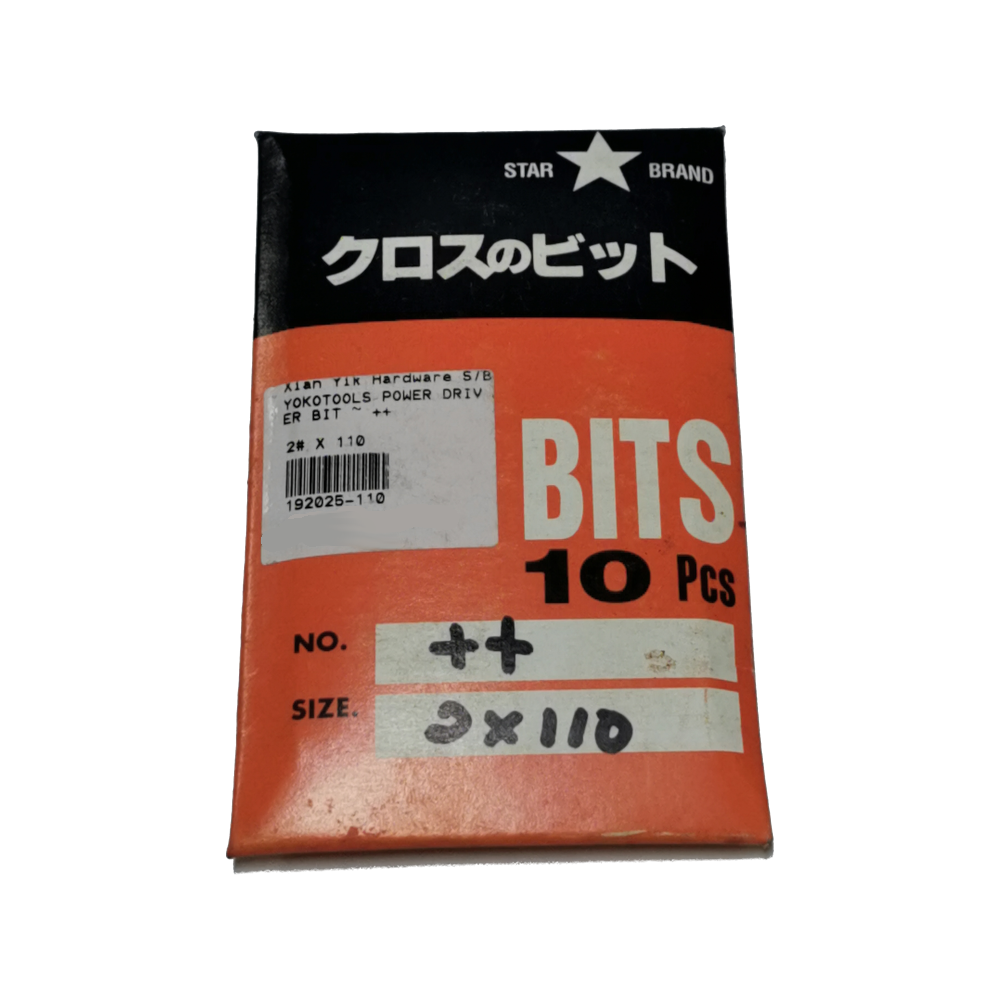 STAR BRAND
クロスのビット
Xian Yik Hardware S/B
YOKOTOOLS POWER DRIV
ER BIT ~ ++
2# X 110
192025-110
BITS
10 Pcs
NO. ++
SIZE. 2x110